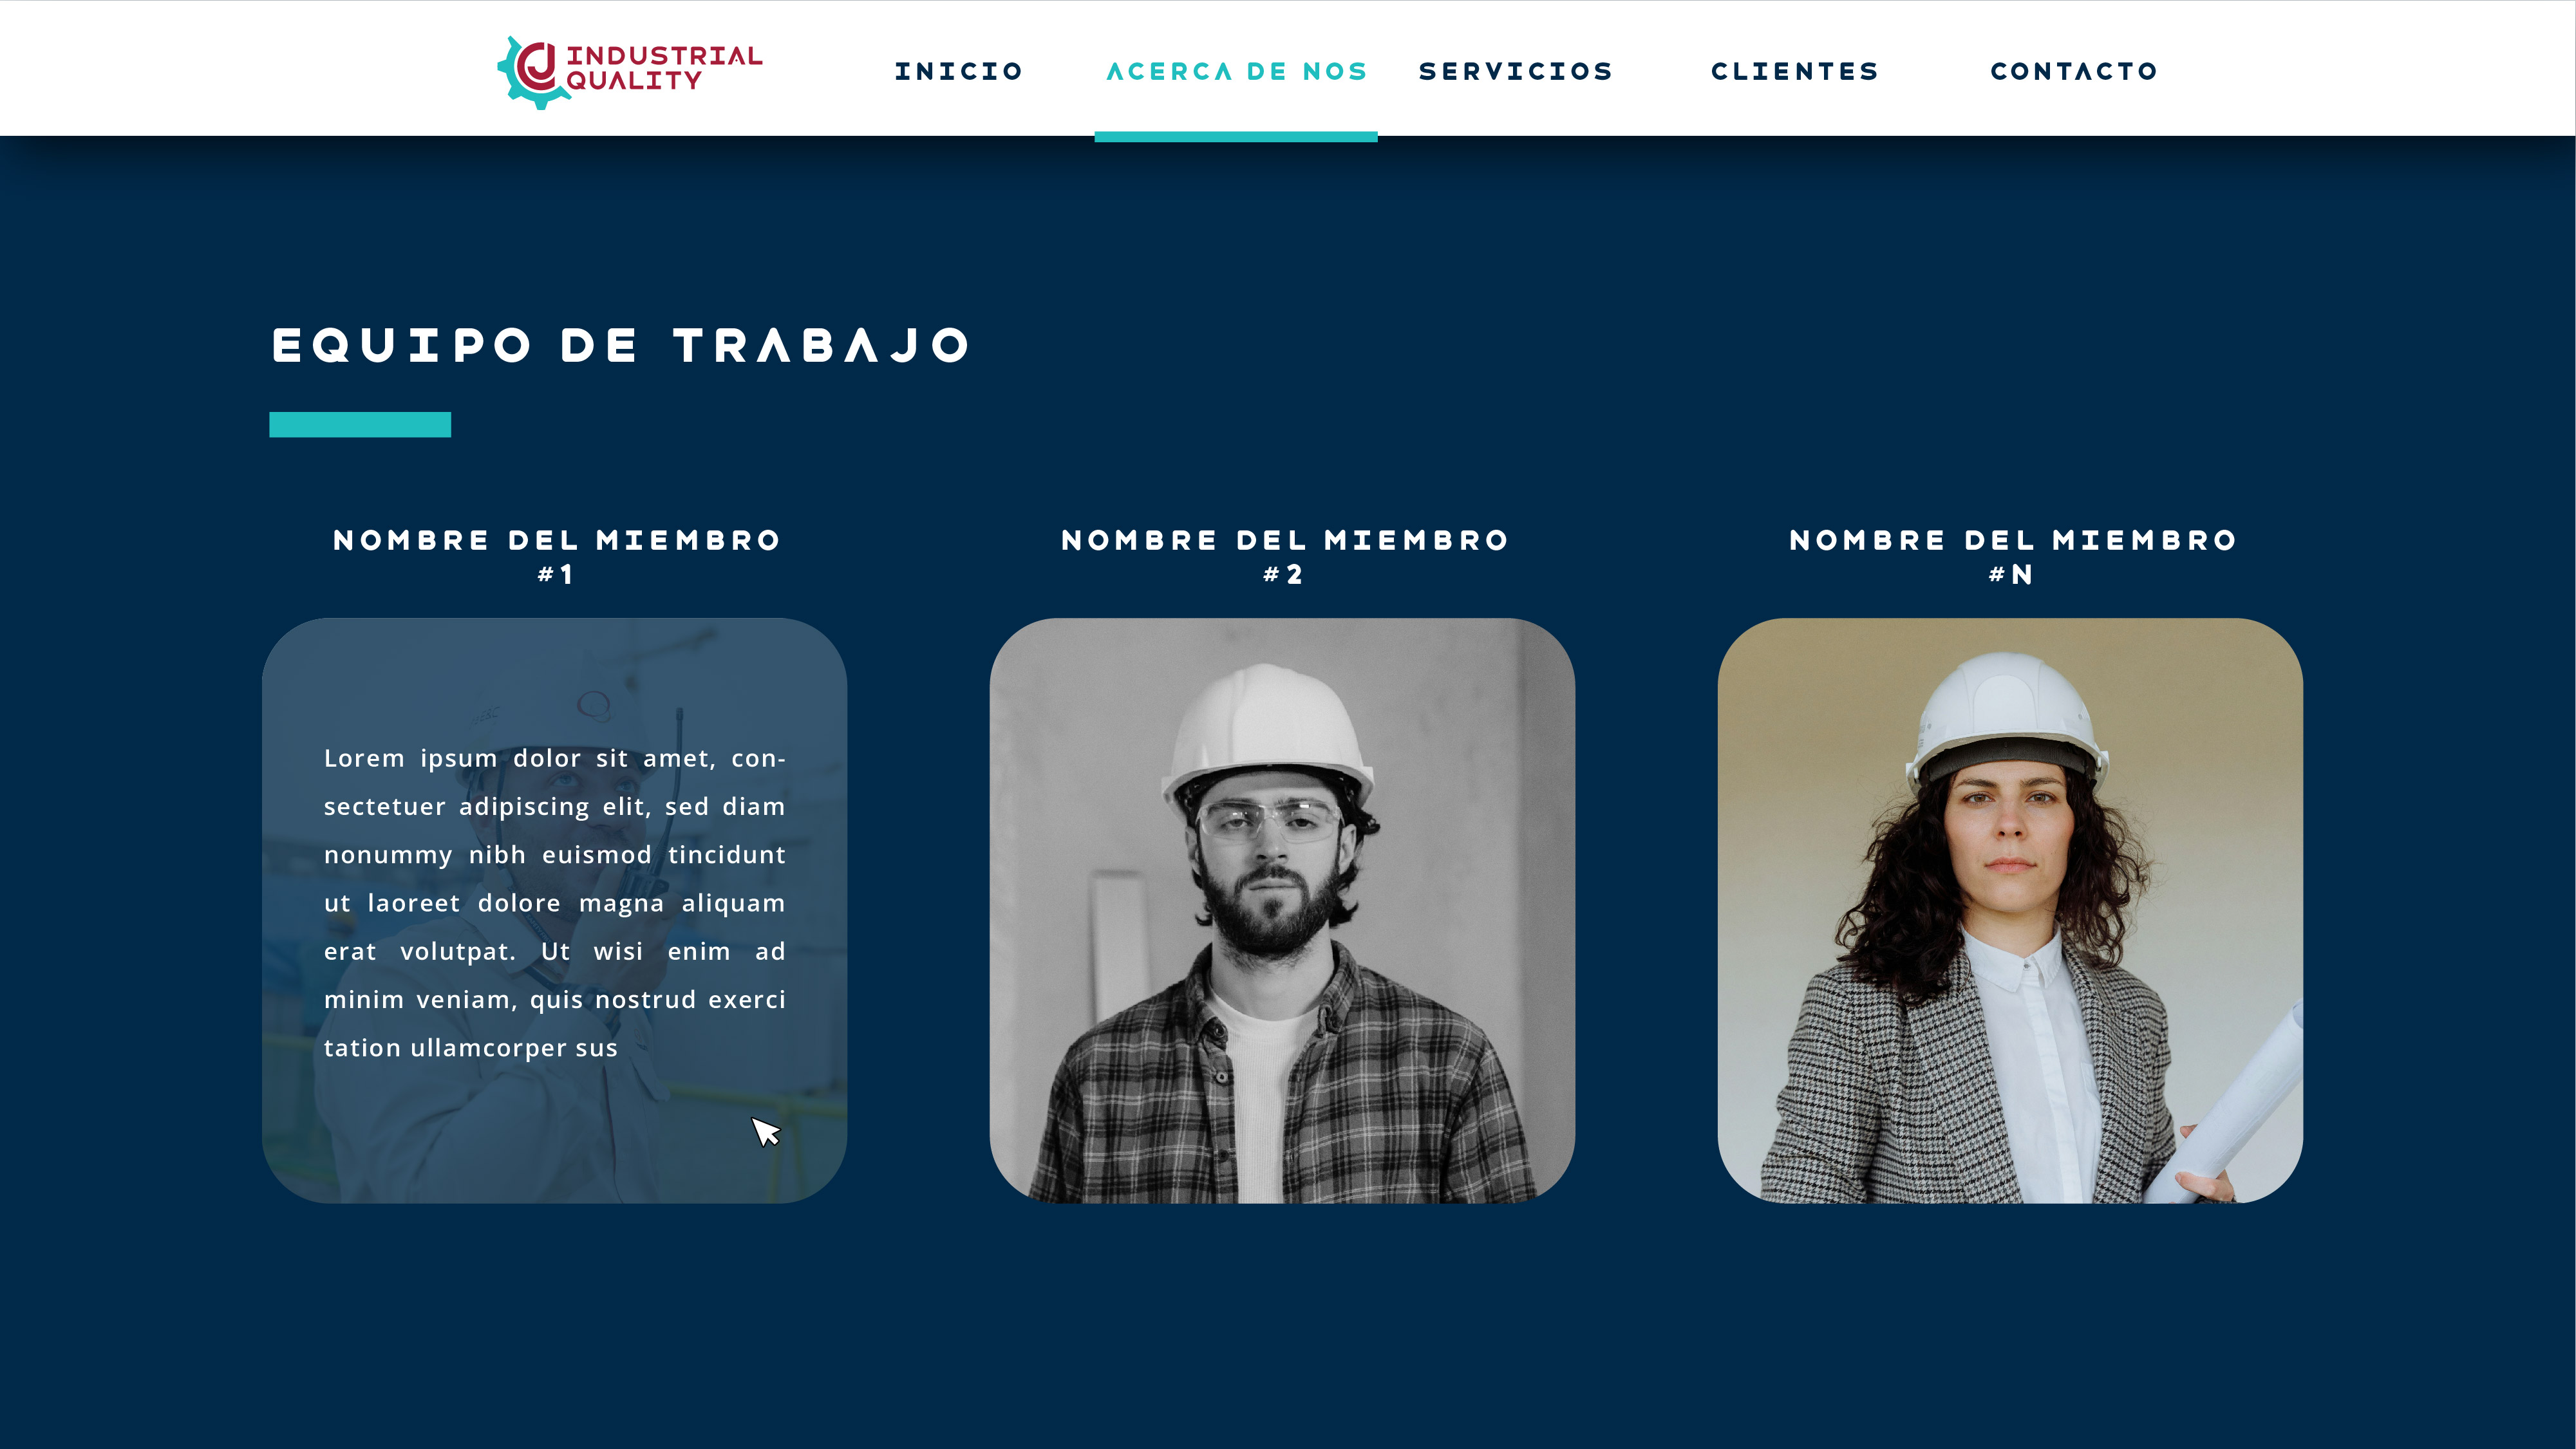 INDUSTRIAL
QUALITY
INICIO
ACERCA DE NOS
SERVICIOS
CLIENTES
CONTACTO
EQUIPO DE TRABAJO
NOMBRE DEL MIEMBRO
#1
NOMBRE DEL MIEMBRO
#2
NOMBRE DEL MIEMBRO
#N
Lorem ipsum dolor sit amet, con-
sectetuer adipiscing elit, sed diam
nonummy nibh euismod tincidunt
ut laoreet dolore magna aliquam
erat volutpat. Ut wisi enim ad
minim veniam, quis nostrud exerci
tation ullamcorper sus